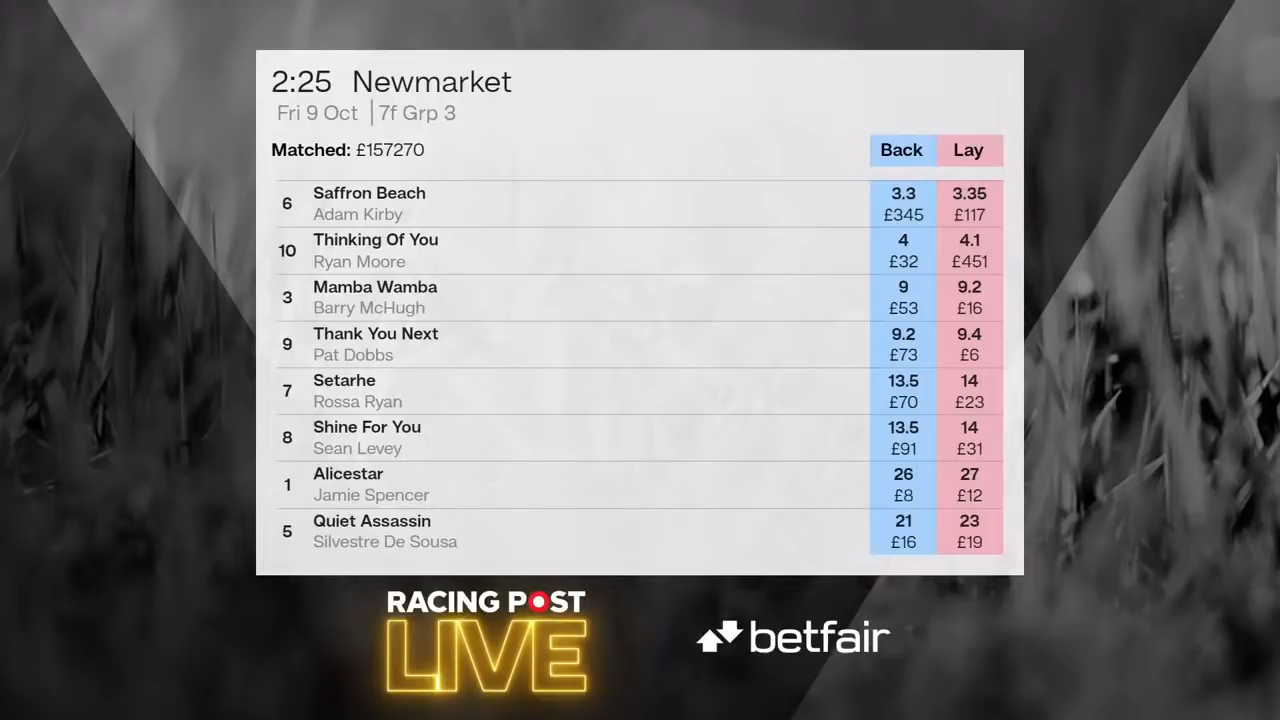 2:25 Newmarket
Fri 9 Oct | 7f Grp 3
Matched: £157270
Back Lay
6 Saffron Beach 3.3 3.35
Adam Kirby £345 £117
10 Thinking Of You 4 4.1
Ryan Moore £32 £451
3 Mamba Wamba 9 9.2
Barry McHugh £53 £16
9 Thank You Next 9.2 9.4
Pat Dobbs £73 £6
7 Setarhe 13.5 14
Rossa Ryan £70 £23
8 Shine For You 13.5 14
Sean Levey £91 £31
1 Alicestar 26 27
Jamie Spencer £8 £12
5 Quiet Assassin 21 23
Silvestre De Sousa £16 £19
RACING POST
LIVE
betfair